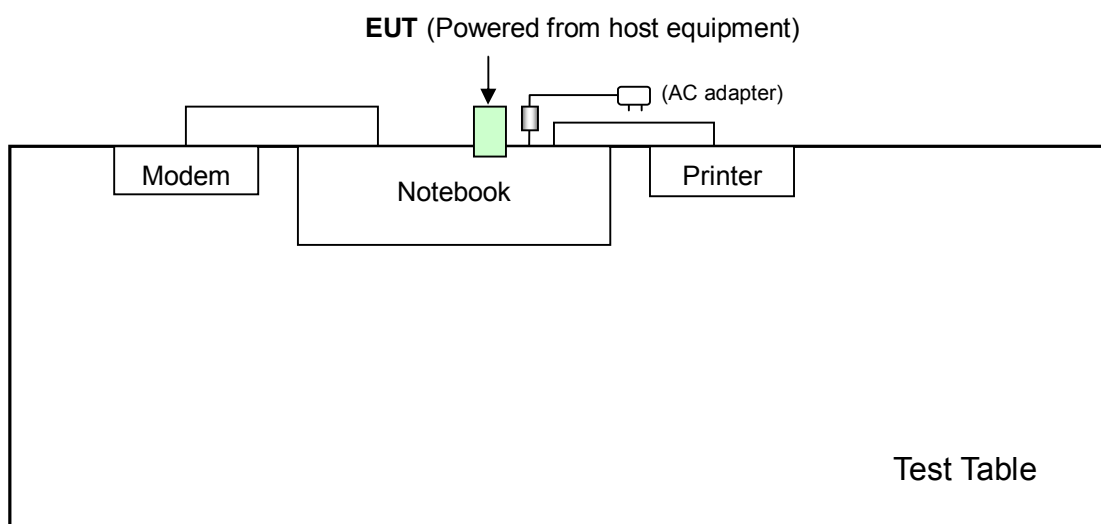 EUT (Powered from host equipment)
(AC adapter)
Modem
Notebook
Printer
Test Table